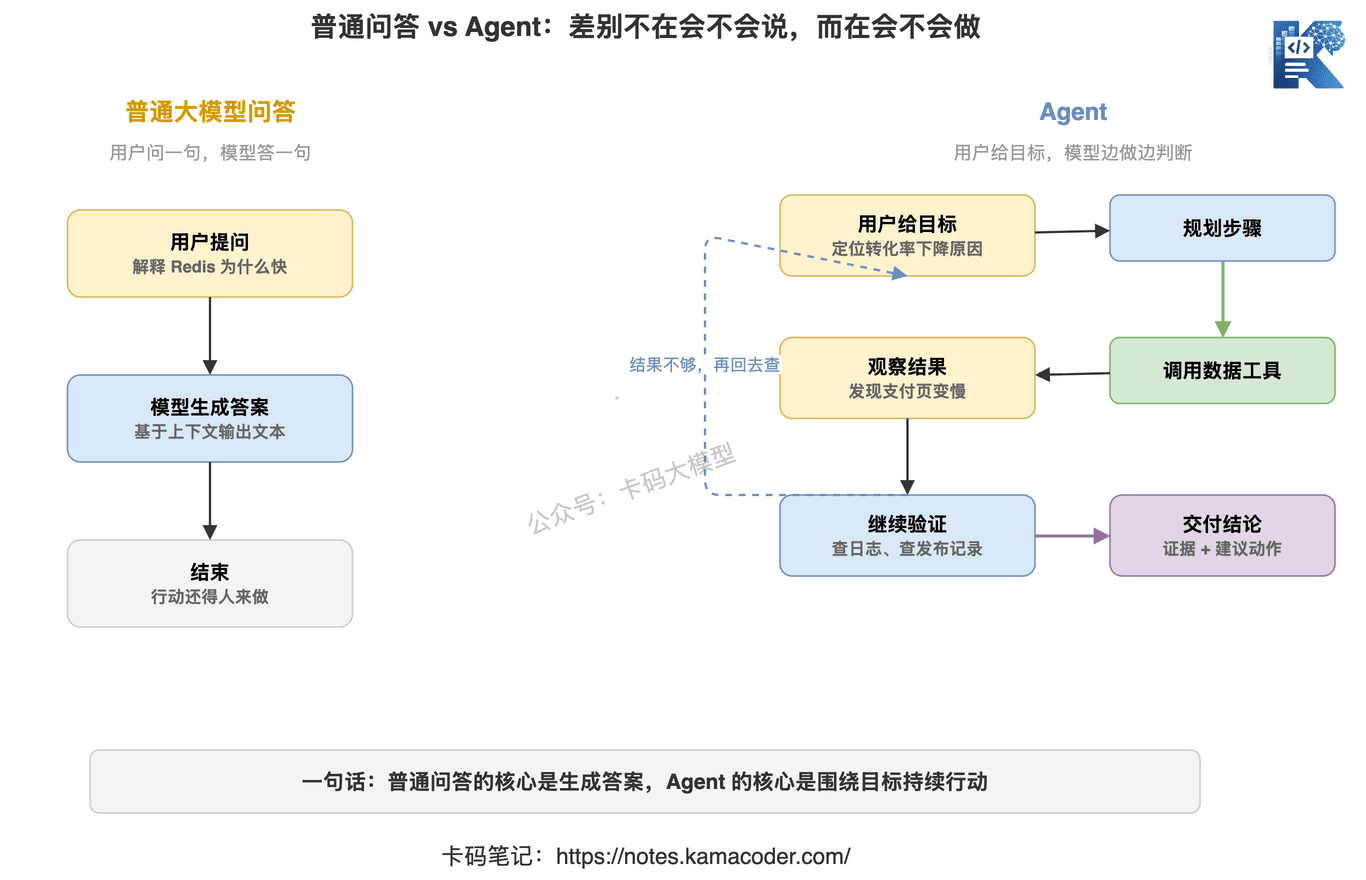 普通问答 vs Agent：差别不在会不会说，而在会不会做
</>
普通大模型问答
用户问一句，模型答一句
用户提问
解释 Redis 为什么快
模型生成答案
基于上下文输出文本
结束
行动还得人来做
Agent
用户给目标，模型边做边判断
用户给目标
定位转化率下降原因
规划步骤
调用数据工具
观察结果
发现支付页变慢
结果不够，再回去查
继续验证
查日志、查发布记录
交付结论
证据 + 建议动作
公众号：卡码大模型
一句话：普通问答的核心是生成答案，Agent 的核心是围绕目标持续行动
卡码笔记：https://notes.kamacoder.com/